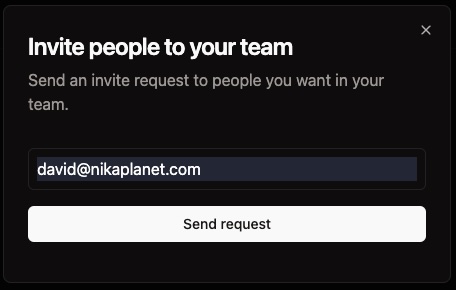 Invite people to your team
Send an invite request to people you want in your
team.
david@nikaplanet.com
Send request